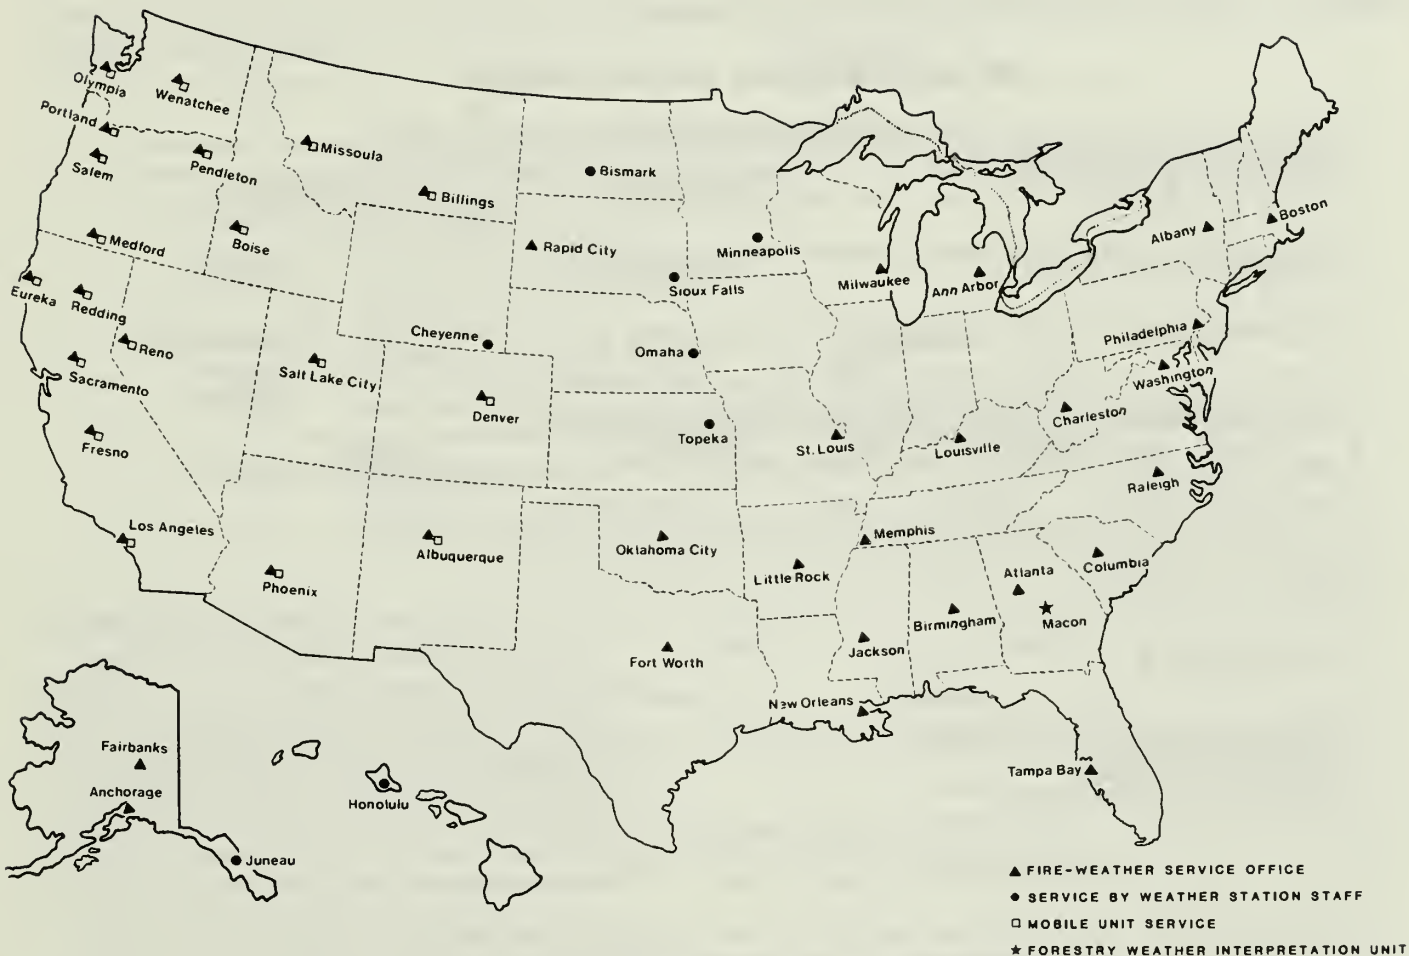 Olympia
Wenatchee
Portland
Salem
Pendleton
Missoula
Billings
Bismark
Medford
Boise
Rapid City
Minneapolis
Sioux Falls
Milwaukee
Ann Arbor
Albany
Boston
Eureka
Redding
Reno
Sacramento
Salt Lake City
Cheyenne
Omaha
Philadelphia
Washington
Fresno
Denver
Topeka
St. Louis
Louisville
Charleston
Raleigh
Los Angeles
Phoenix
Albuquerque
Oklahoma City
Little Rock
Memphis
Atlanta
Columbia
Birmingham
Macon
Fort Worth
Jackson
New Orleans
Tampa Bay
Fairbanks
Anchorage
Juneau
Honolulu
FIRE-WEATHER SERVICE OFFICE
SERVICE BY WEATHER STATION STAFF
MOBILE UNIT SERVICE
FORESTRY WEATHER INTERPRETATION UNIT